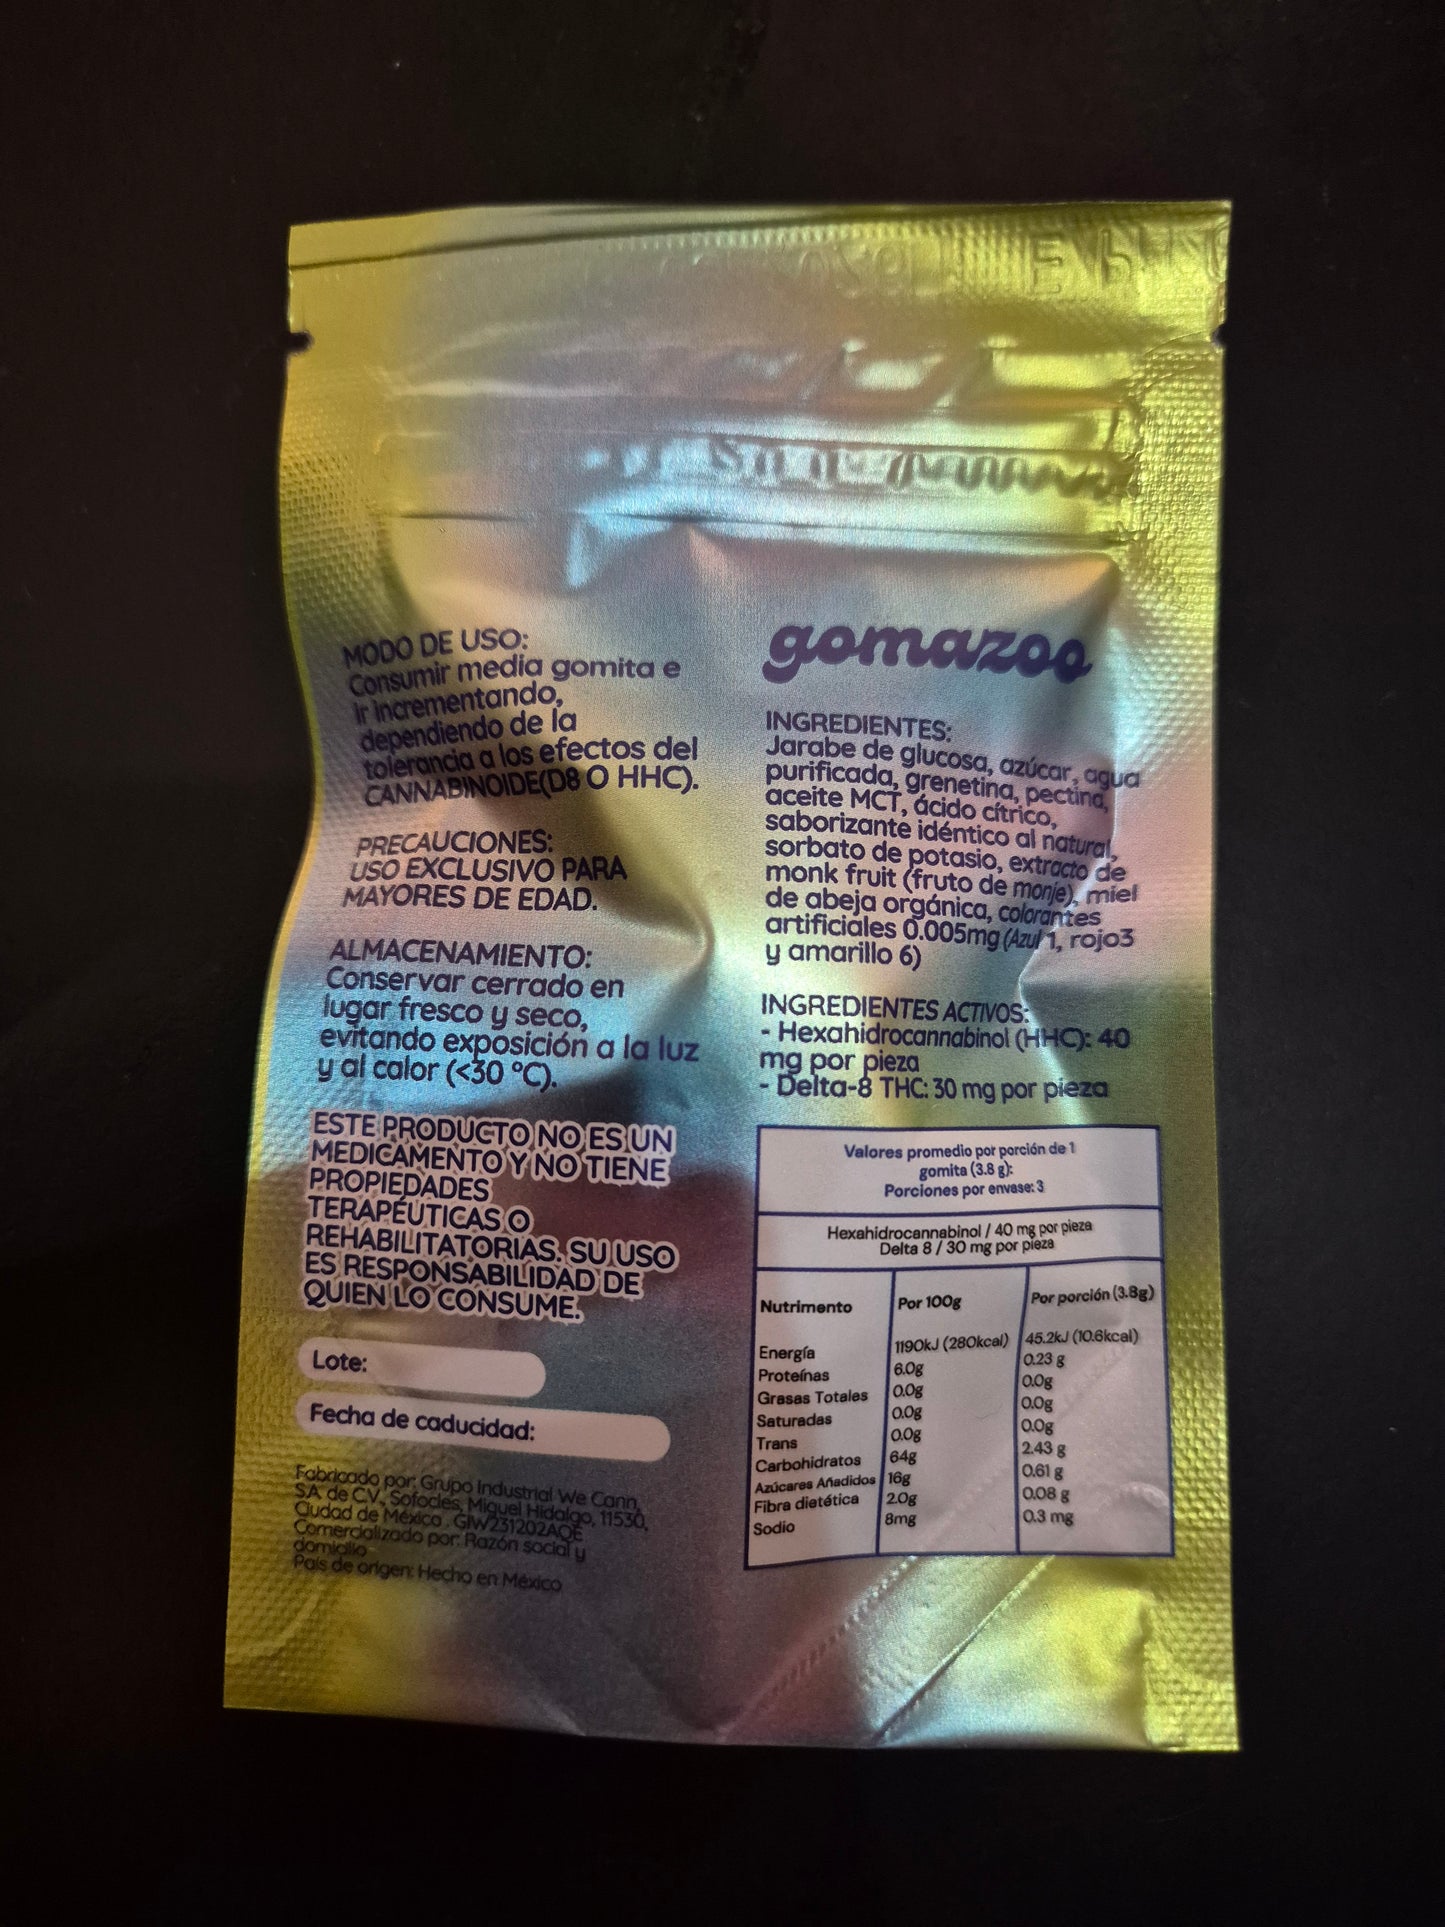 MODO DE USO:
Consumir media gomita e
ir incrementando,
dependiendo de la
tolerancia a los efectos del
CANNABINOIDE(D8 O HHC).
PRECAUCIONES:
USO EXCLUSIVO PARA
MAYORES DE EDAD.
ALMACENAMIENTO:
Conservar cerrado en
lugar fresco y seco,
evitando exposición a la luz
y al calor (<30 °C).
ESTE PRODUCTO NO ES UN
MEDICAMENTO Y NO TIENE
PROPIEDADES
TERAPÉUTICAS O
REHABILITATORIAS. SU USO
ES RESPONSABILIDAD DE
QUIEN LO CONSUME.
Lote:
Fecha de caducidad:
Fabricado por: Grupo Industrial We Cann,
S.A. de C.V., Sofocles, Miguel Hidalgo, 11530,
Ciudad de México . GIW231202AQE
Comercializado por: Razón social y
domicilio
País de origen: Hecho en México
gomazoo
INGREDIENTES:
Jarabe de glucosa, azúcar, agua
purificada, grenetina, pectina,
aceite MCT, ácido cítrico,
saborizante idéntico al natural,
sorbato de potasio, extracto de
monk fruit (fruto de monje), miel
de abeja orgánica, colorantes
artificiales 0.005mg (Azul 1, rojo3
y amarillo 6)
INGREDIENTES ACTIVOS:
- Hexahidrocannabinol (HHC): 40
mg por pieza
- Delta-8 THC: 30 mg por pieza
Valores promedio por porción de 1
gomita (3.8 g):
Porciones por envase: 3
Hexahidrocannabinol / 40 mg por pieza
Delta 8 / 30 mg por pieza
Nutrimento Por 100g Por porción (3.8g)
Energía 1190kJ (280kcal) 45.2kJ (10.6kcal)
Proteínas 6.0g 0.23 g
Grasas Totales 0.0g 0.0g
Saturadas 0.0g 0.0g
Trans 0.0g 0.0g
Carbohidratos 64g 2.43 g
Azúcares Añadidos 16g 0.61 g
Fibra dietética 2.0g 0.08 g
Sodio 8mg 0.3 mg